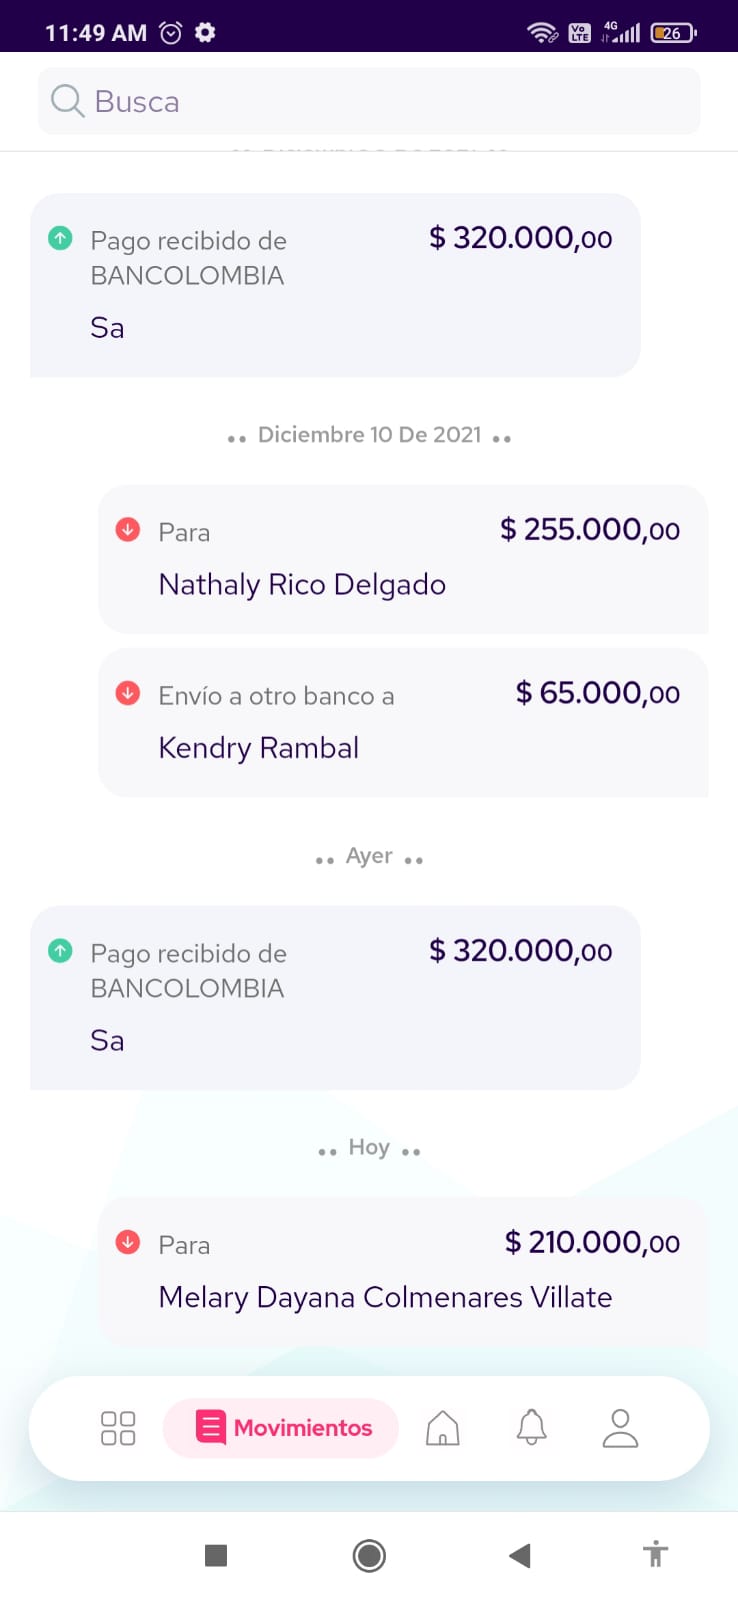 11:49 AM
Vo LTE
4G
26
Busca
Pago recibido de
$ 320.000,00
BANCOLOMBIA
Sa
Diciembre 10 De 2021
Para
$ 255.000,00
Nathaly Rico Delgado
Envío a otro banco a
$ 65.000,00
Kendry Rambal
Ayer
Pago recibido de
$ 320.000,00
BANCOLOMBIA
Sa
Hoy
Para
$ 210.000,00
Melary Dayana Colmenares Villate
Movimientos